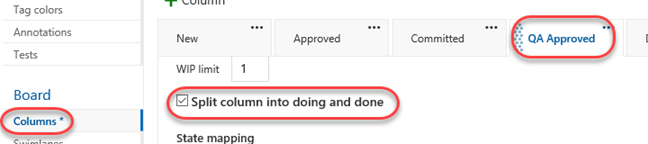 Tag colors
Annotations
Tests
Board
Columns *
Column
New
Approved
Committed
QA Approved
WIP limit 1
Split column into doing and done
State mapping